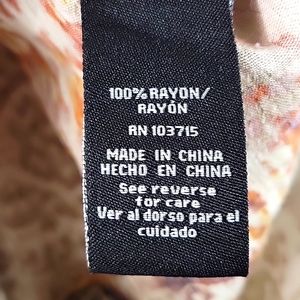 100% RAYON/
RAYÓN
RN 103715
MADE IN CHINA
HECHO EN CHINA
See reverse
for care
Ver al dorso para el
cuidado